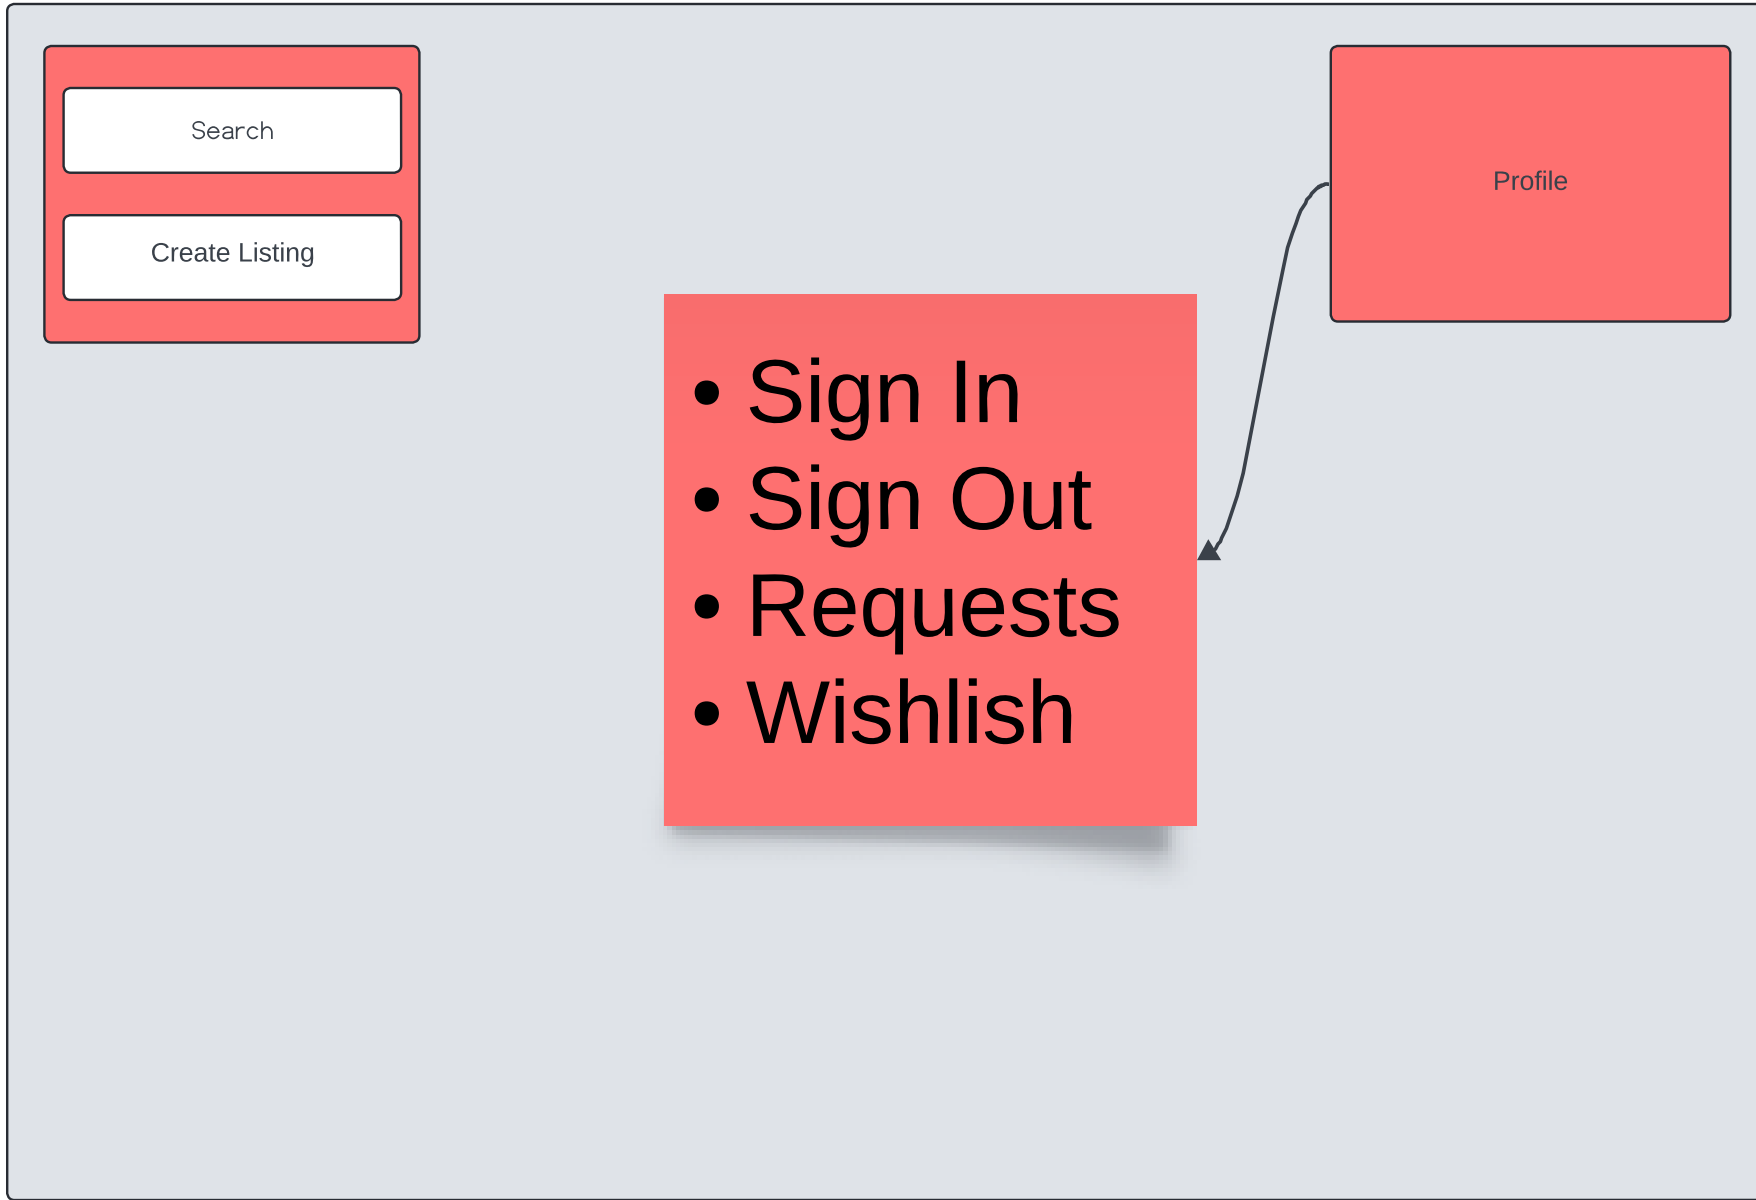 Search
Create Listing
Profile
• Sign In
• Sign Out
• Requests
• Wishlish